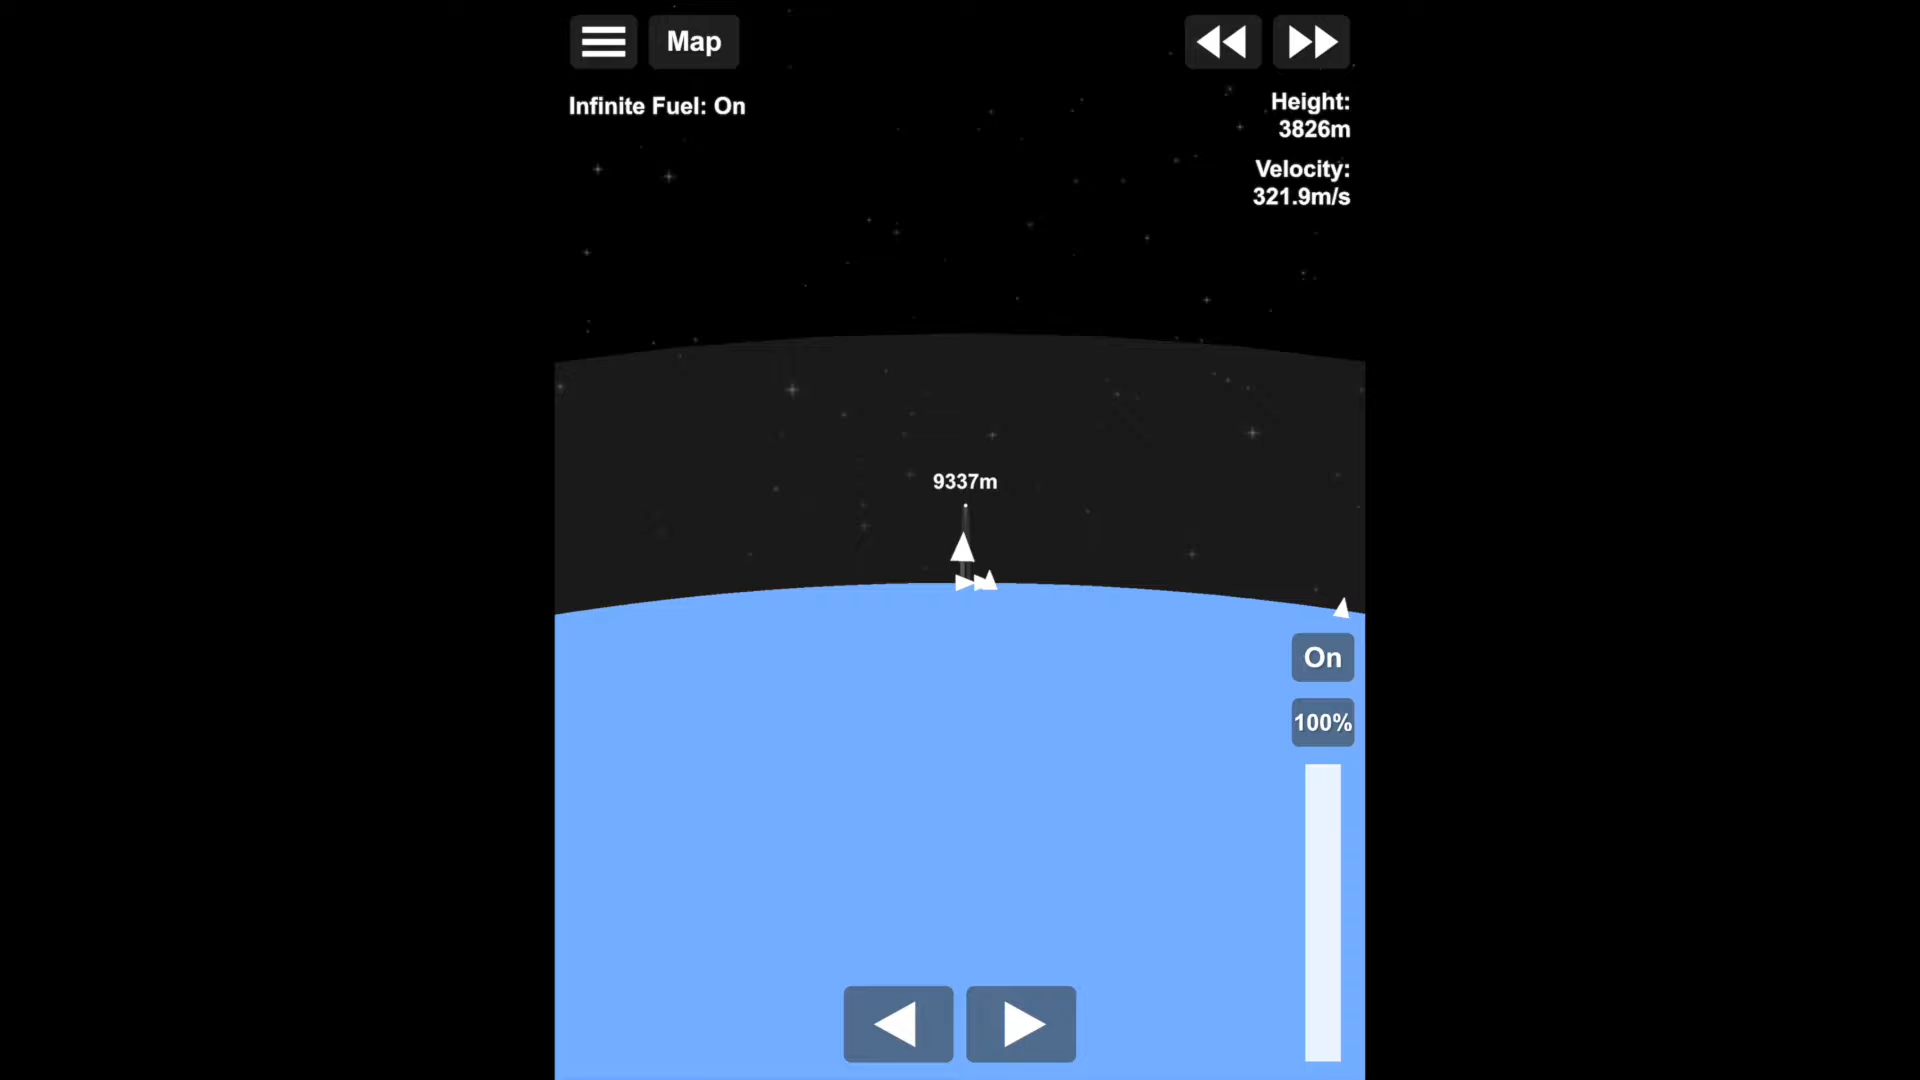 Map
Infinite Fuel: On
Height:
3826m
Velocity:
321.9m/s
9337m
On
100%